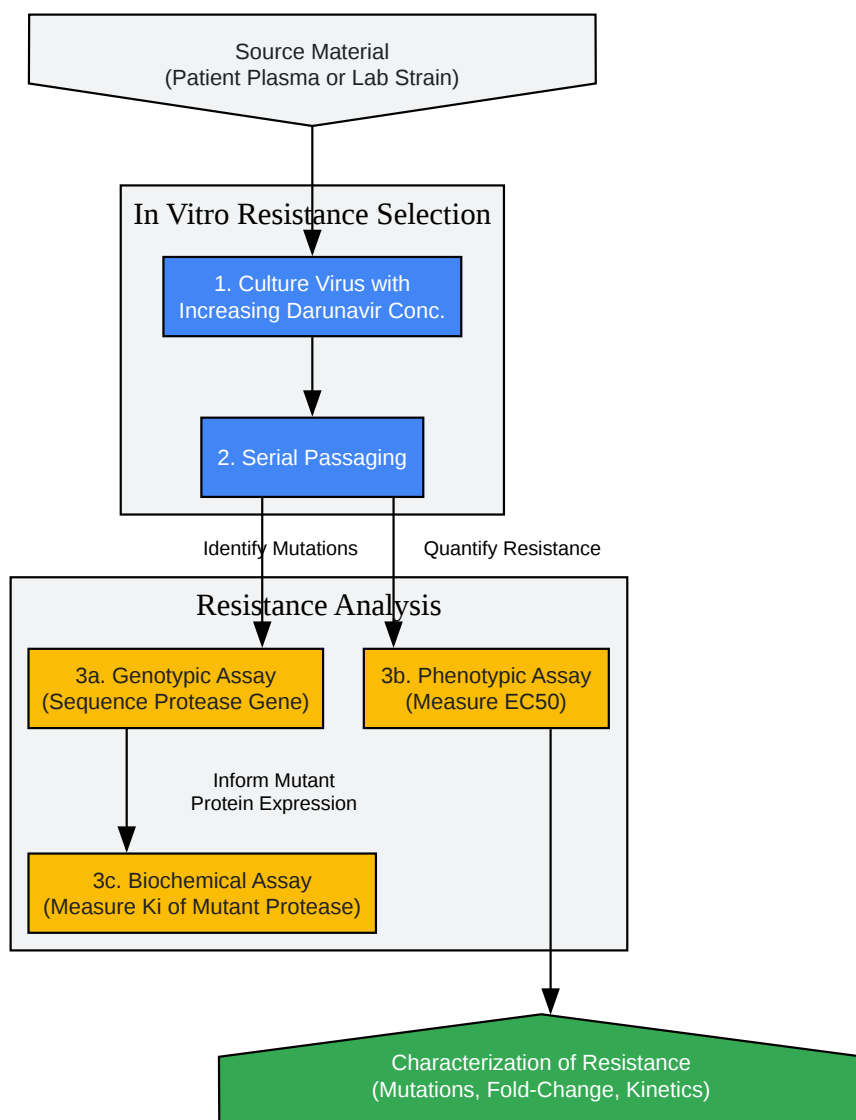 Source Material
(Patient Plasma or Lab Strain)
In Vitro Resistance Selection
1. Culture Virus with
Increasing Darunavir Conc.
2. Serial Passaging
Identify Mutations
Quantify Resistance
Resistance Analysis
3a. Genotypic Assay
(Sequence Protease Gene)
3b. Phenotypic Assay
(Measure EC50)
Inform Mutant
Protein Expression
3c. Biochemical Assay
(Measure Ki of Mutant Protease)
Characterization of Resistance
(Mutations, Fold-Change, Kinetics)